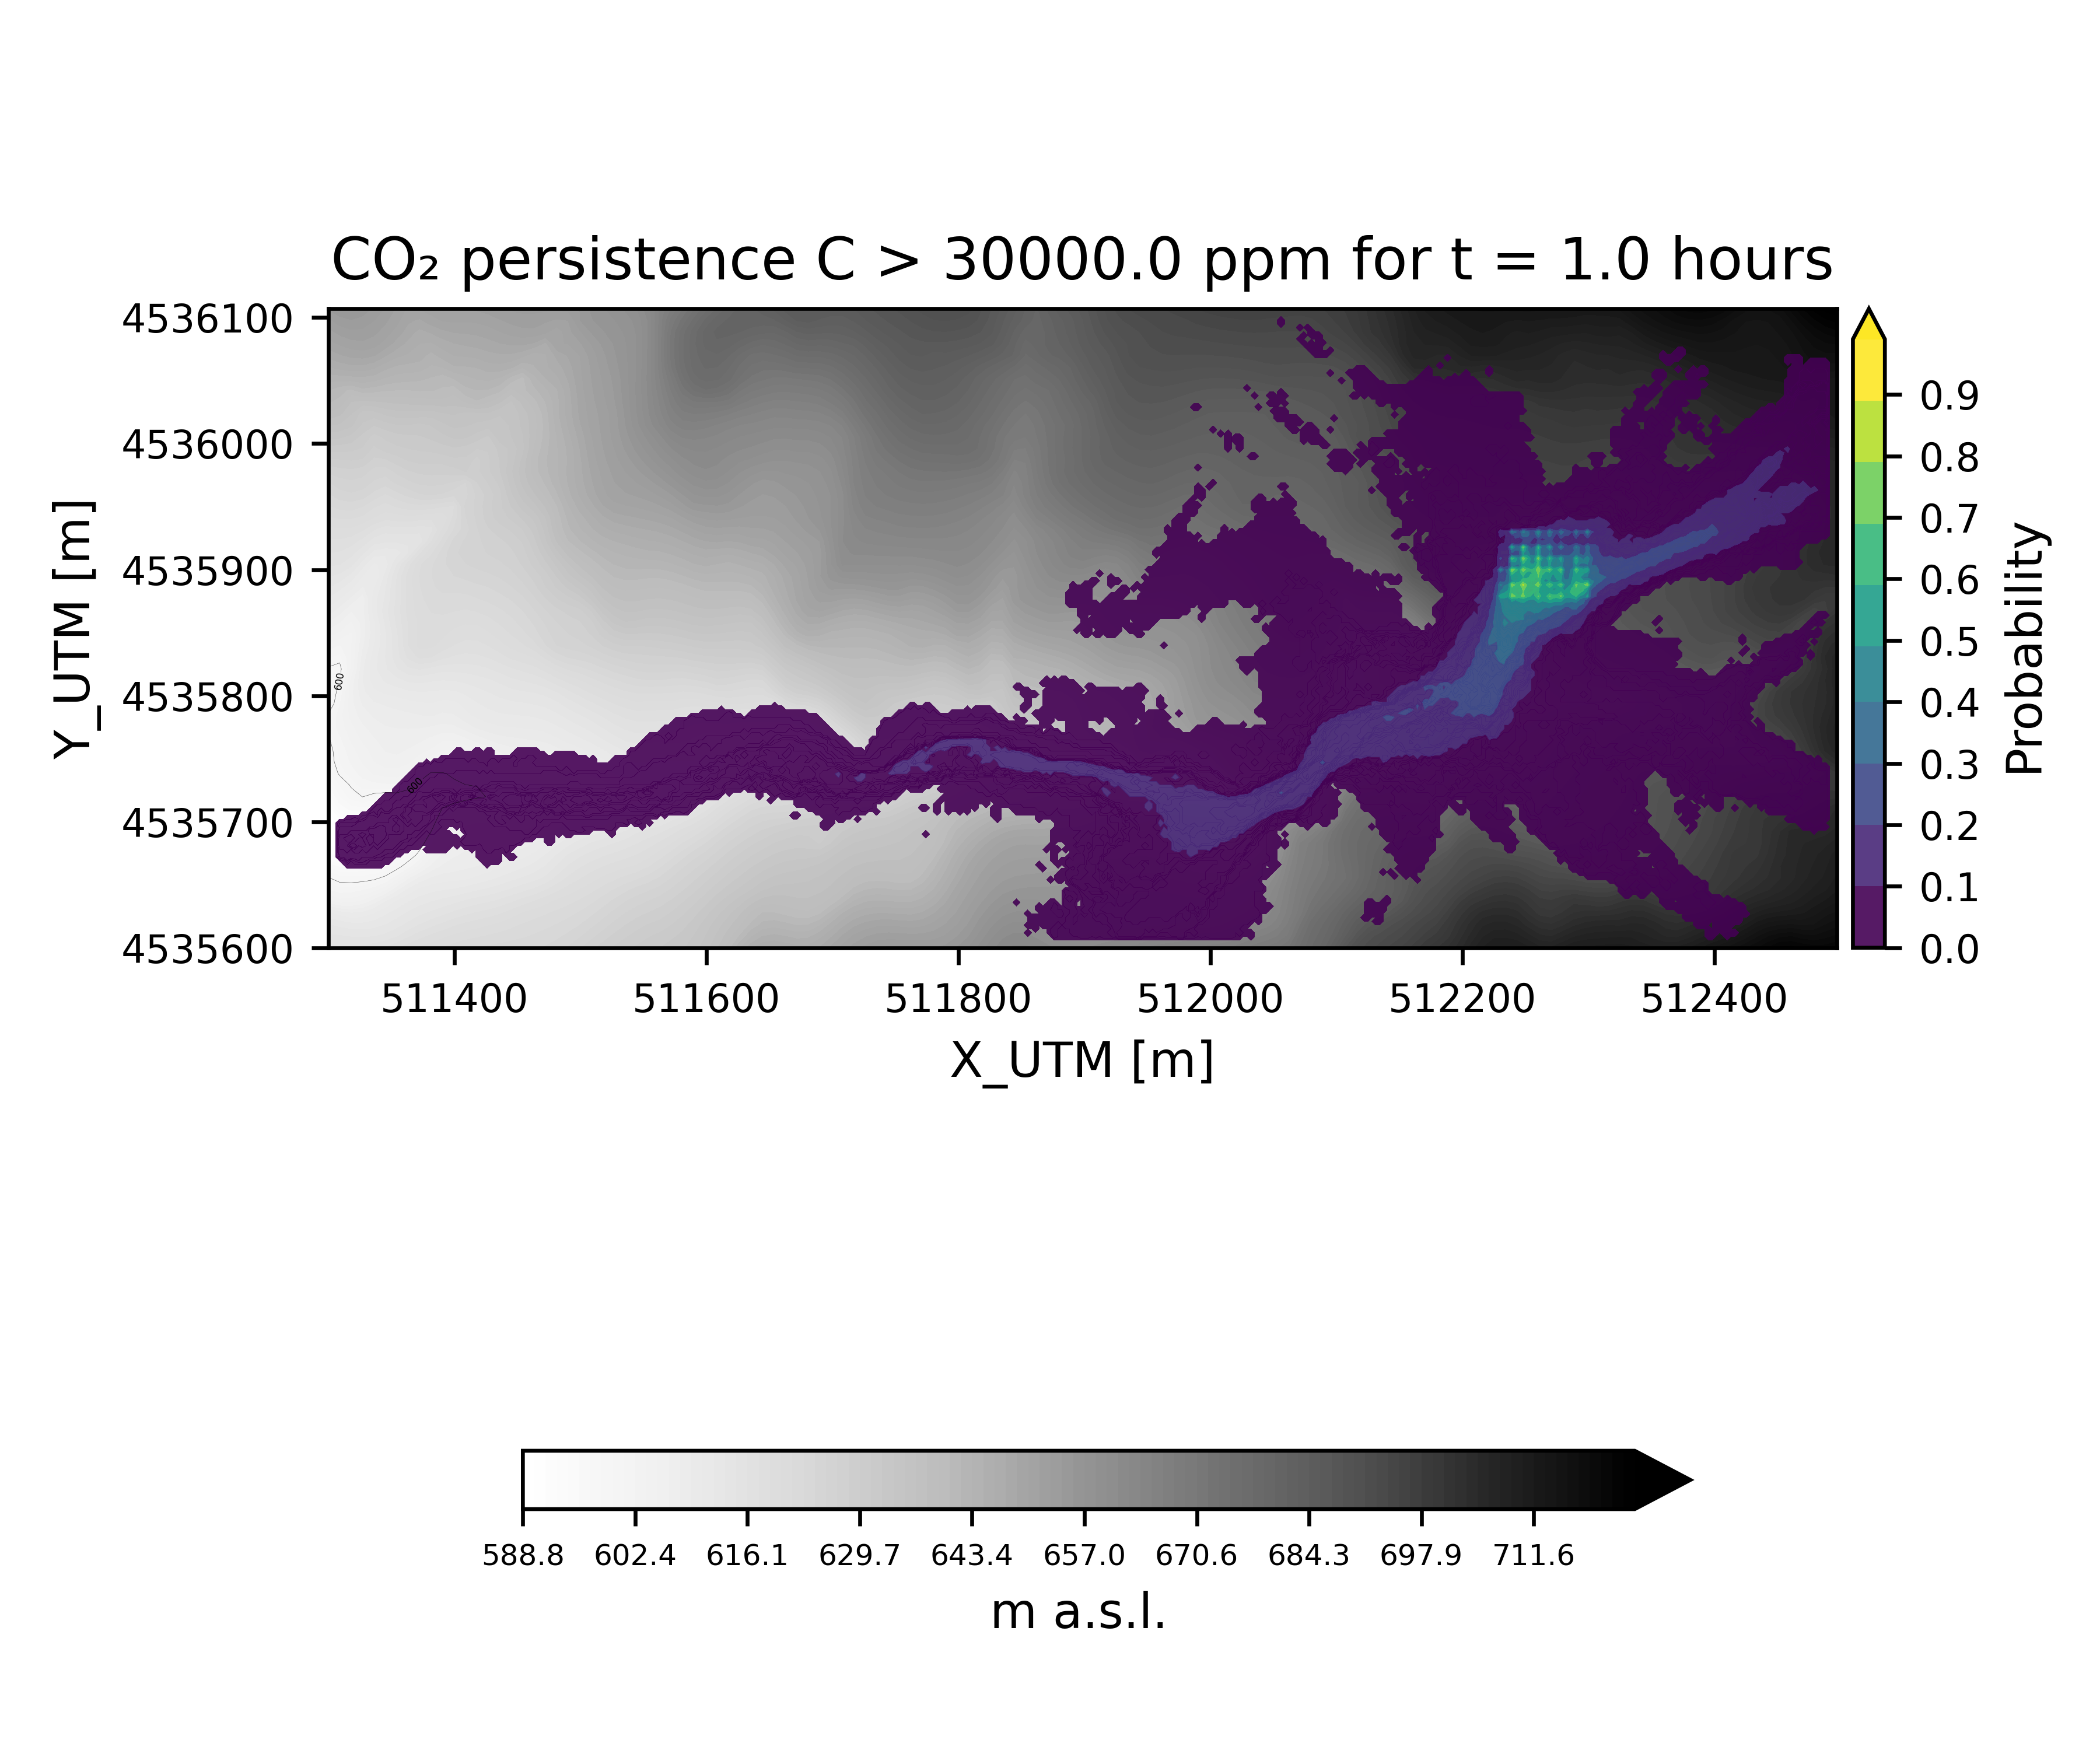 CO₂ persistence C > 30000.0 ppm for t = 1.0 hours
4536100
4536000
4535900
4535800
4535700
4535600
Y_UTM [m]
600
600
511400 511600 511800 512000 512200 512400
X_UTM [m]
0.9
0.8
0.7
0.6
0.5
0.4
0.3
0.2
0.1
0.0
Probability
588.8 602.4 616.1 629.7 643.4 657.0 670.6 684.3 697.9 711.6
m a.s.l.